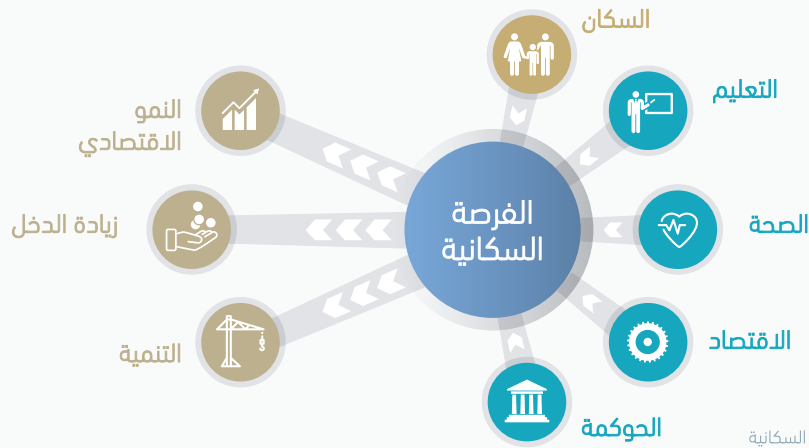 السكان
التعليم
الصحة
الاقتصاد
الحوكمة
الفرصة
السكانية
النمو
الاقتصادي
زيادة الدخل
التنمية
السكانية